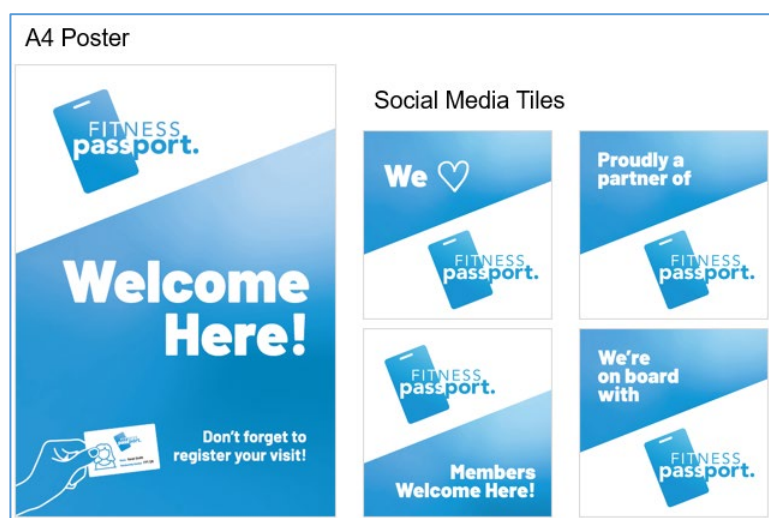 A4 Poster
FITNESS
passport.
Welcome
Here!
Don't forget to
register your visit!
Social Media Tiles
We
FITNESS
passport.
Proudly a
partner of
FITNESS
passport.
FITNESS
passport.
Members
Welcome Here!
We're
on board
with
FITNESS
passport.